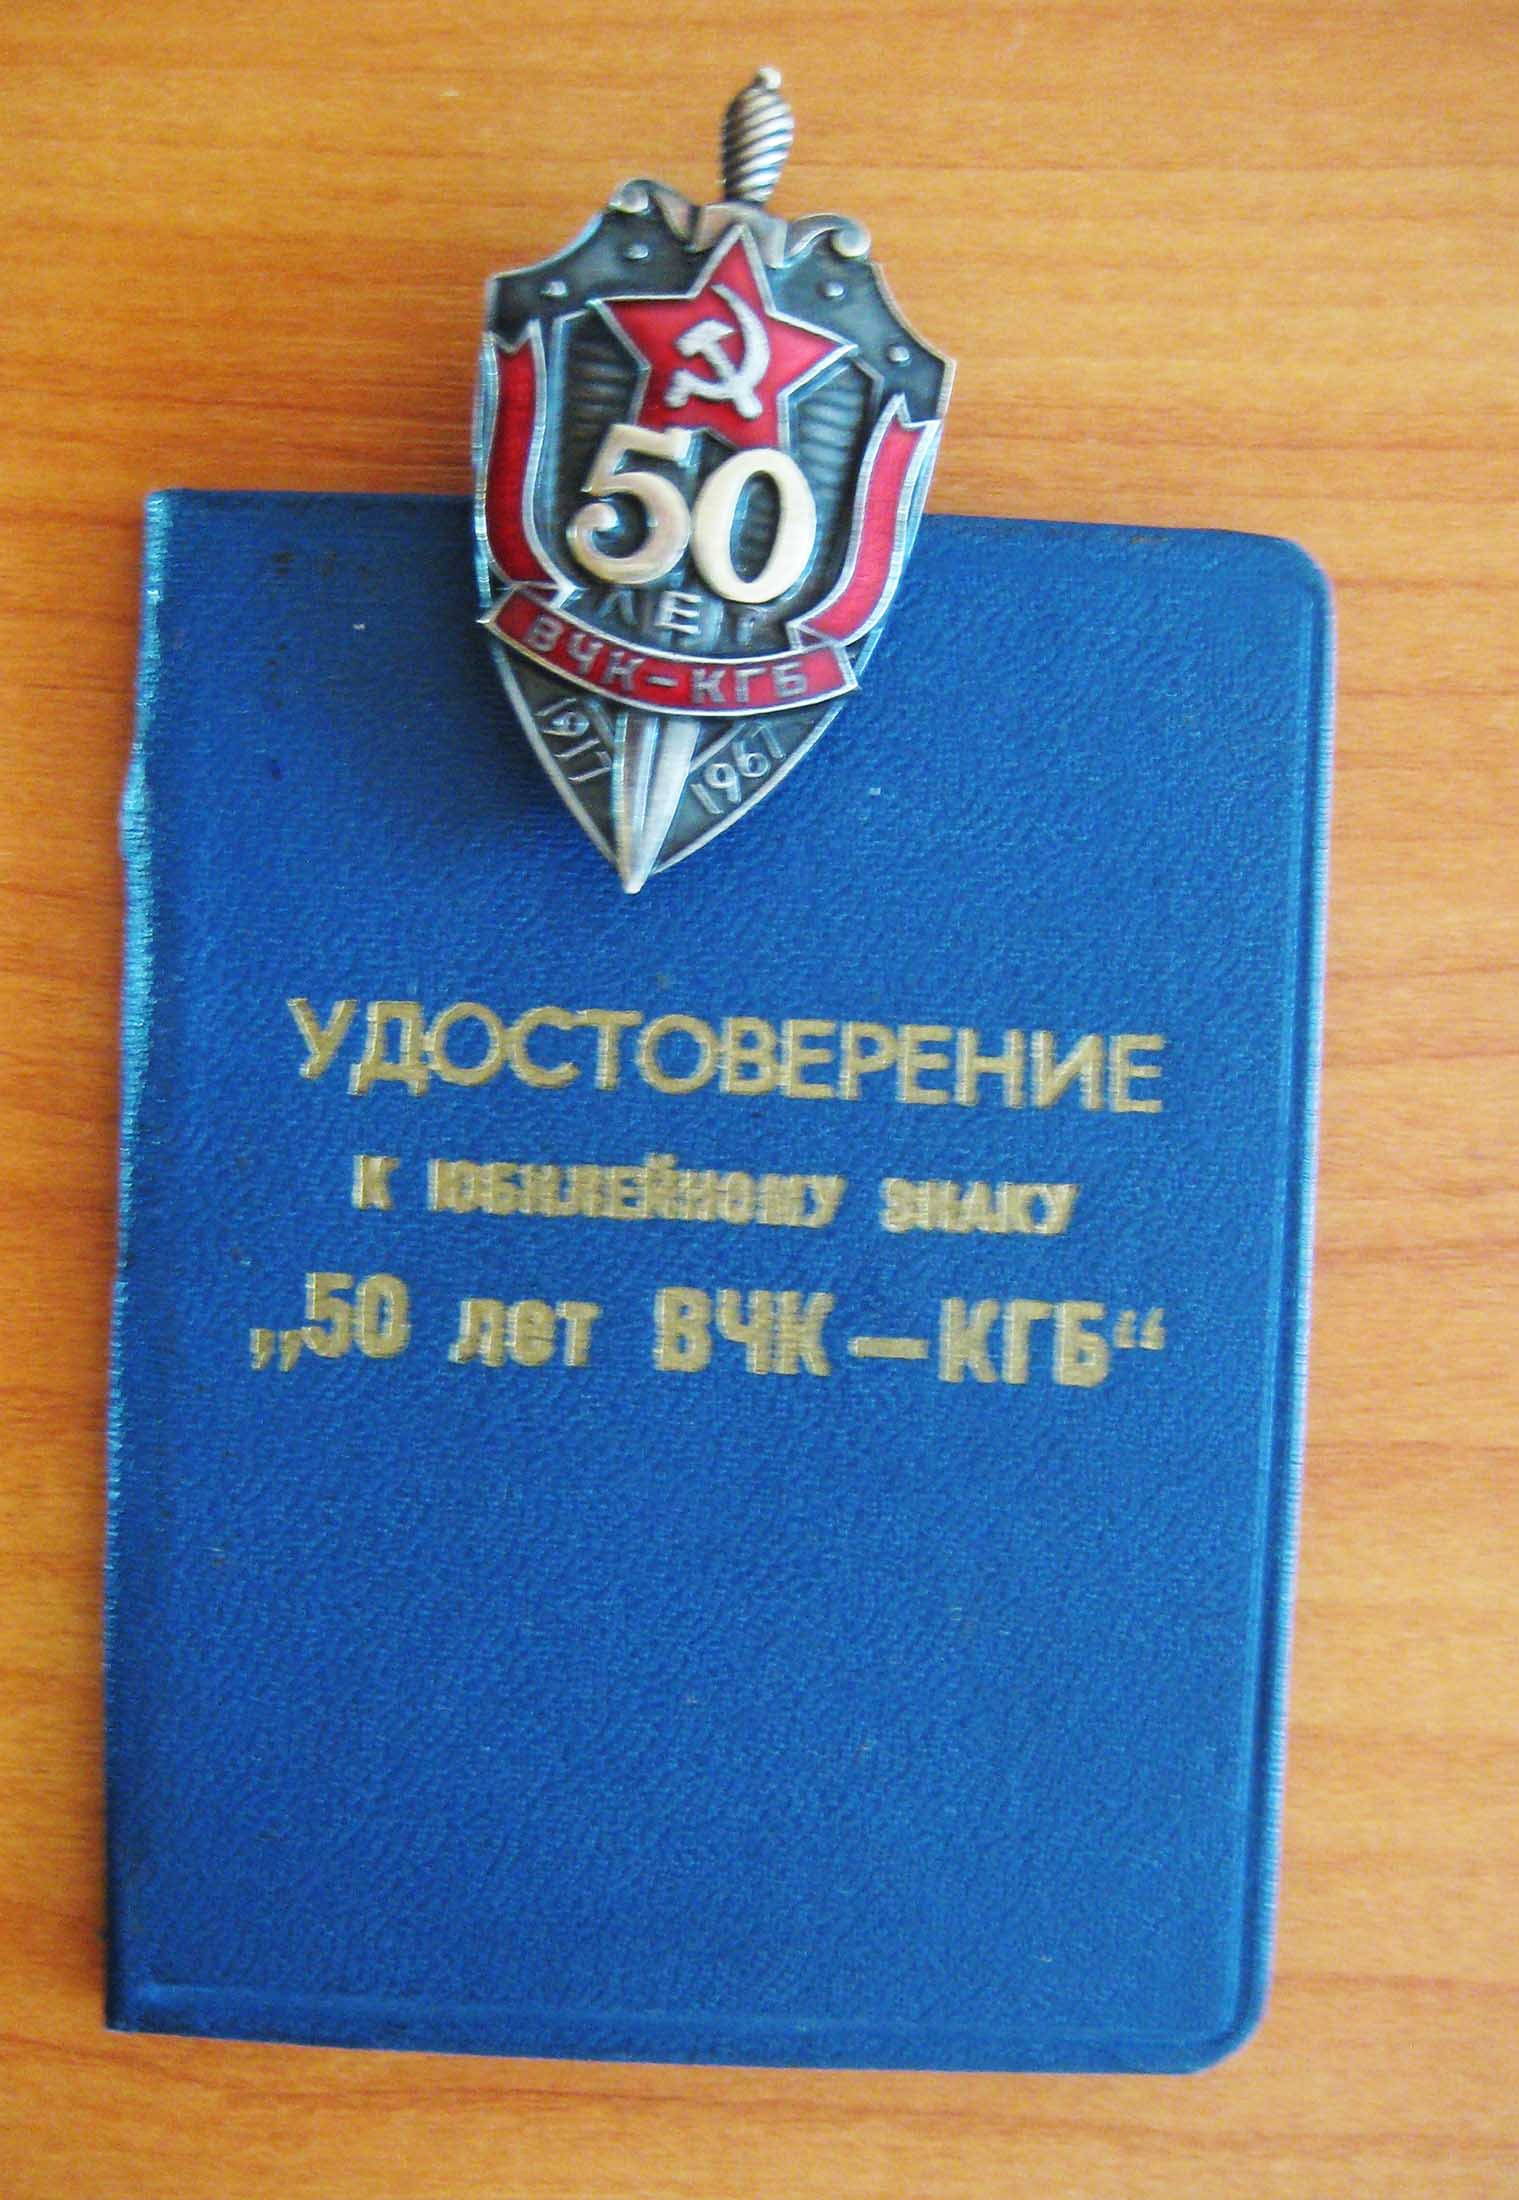 50
ЛЕТ
ВЧК-КГБ
1917 1967
УДОСТОВЕРЕНИЕ
К ЮБИЛЕЙНОМУ ЗНАКУ
„50 лет ВЧК—КГБ“